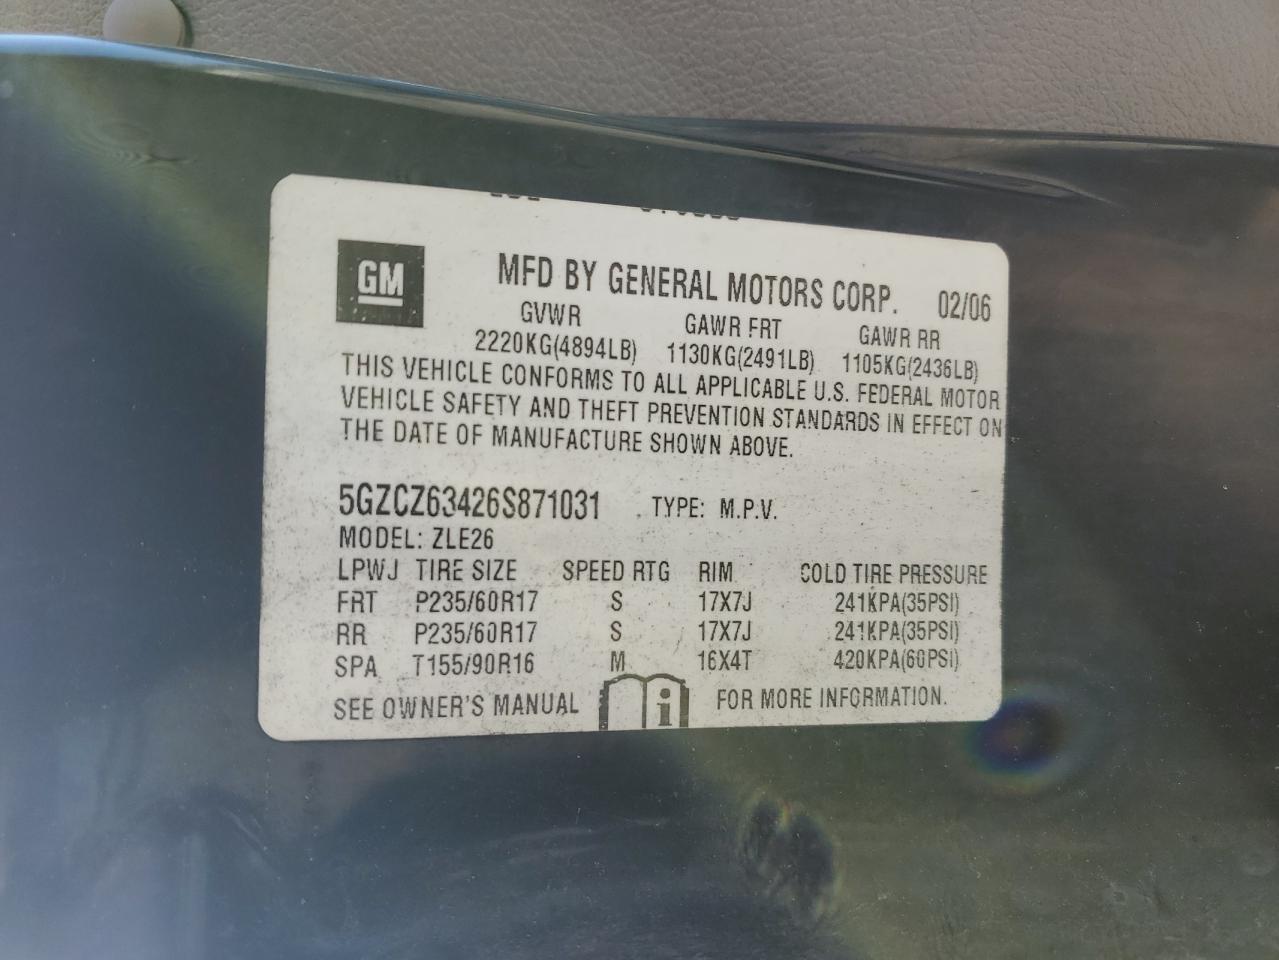 GM
MFD BY GENERAL MOTORS CORP. 02/06
GVWR GAWR FRT GAWR RR
2220KG(4894LB) 1130KG(2491LB) 1105KG(2436LB)
THIS VEHICLE CONFORMS TO ALL APPLICABLE U.S. FEDERAL MOTOR
VEHICLE SAFETY AND THEFT PREVENTION STANDARDS IN EFFECT ON
THE DATE OF MANUFACTURE SHOWN ABOVE.
5GZCZ63426S871031 TYPE: M.P.V.
MODEL: ZLE26
LPWJ TIRE SIZE SPEED RTG RIM COLD TIRE PRESSURE
FRT P235/60R17 S 17X7J 241KPA(35PSI)
RR P235/60R17 S 17X7J 241KPA(35PSI)
SPA T155/90R16 M 16X4T 420KPA(60PSI)
SEE OWNER'S MANUAL i FOR MORE INFORMATION.